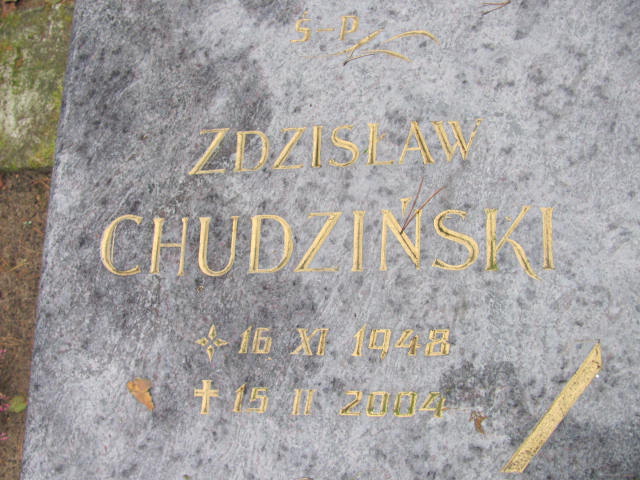 Ś-P
ZDZISŁAW
CHUDZIŃSKI
16 XI 1948
15 II 2004